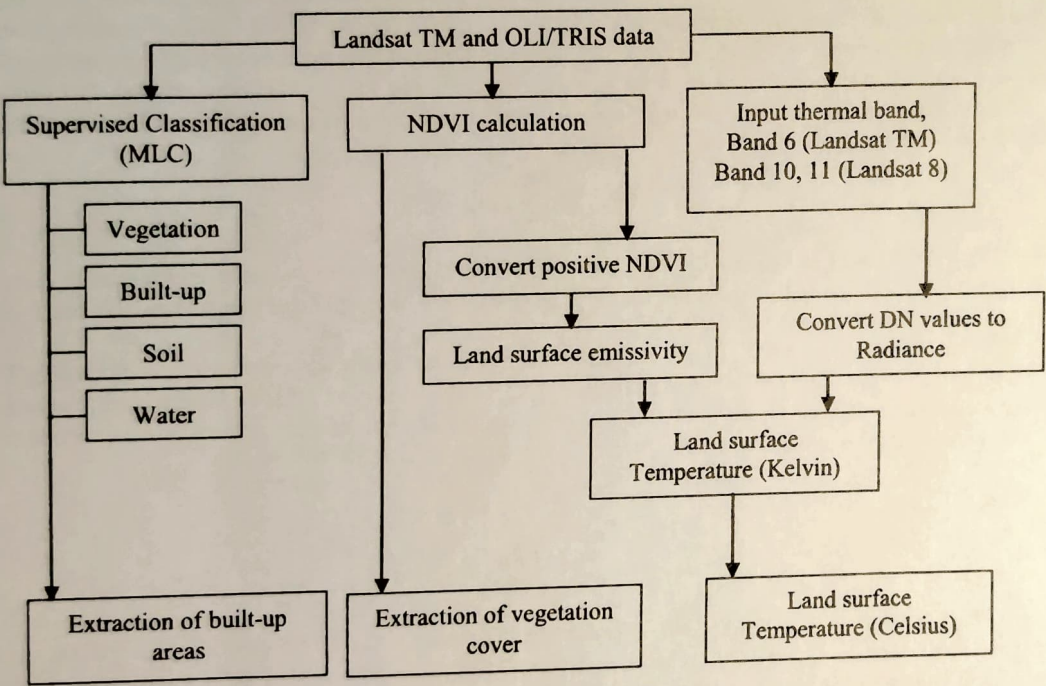 Landsat TM and OLI/TRIS data
Supervised Classification
(MLC)
NDVI calculation
Input thermal band,
Band 6 (Landsat TM)
Band 10, 11 (Landsat 8)
Vegetation
Built-up
Soil
Water
Convert positive NDVI
Land surface emissivity
Convert DN values to
Radiance
Land surface
Temperature (Kelvin)
Extraction of built-up
areas
Extraction of vegetation
cover
Land surface
Temperature (Celsius)